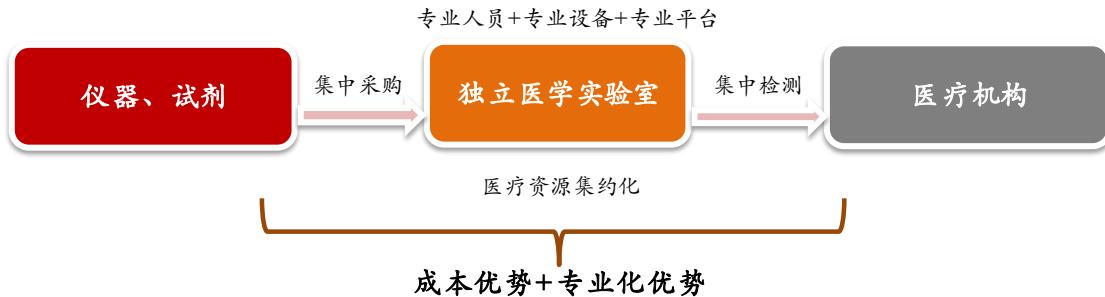 专业人员+专业设备+专业平台
仪器、试剂
集中采购
独立医学实验室
集中检测
医疗机构
医疗资源集约化
成本优势+专业化优势